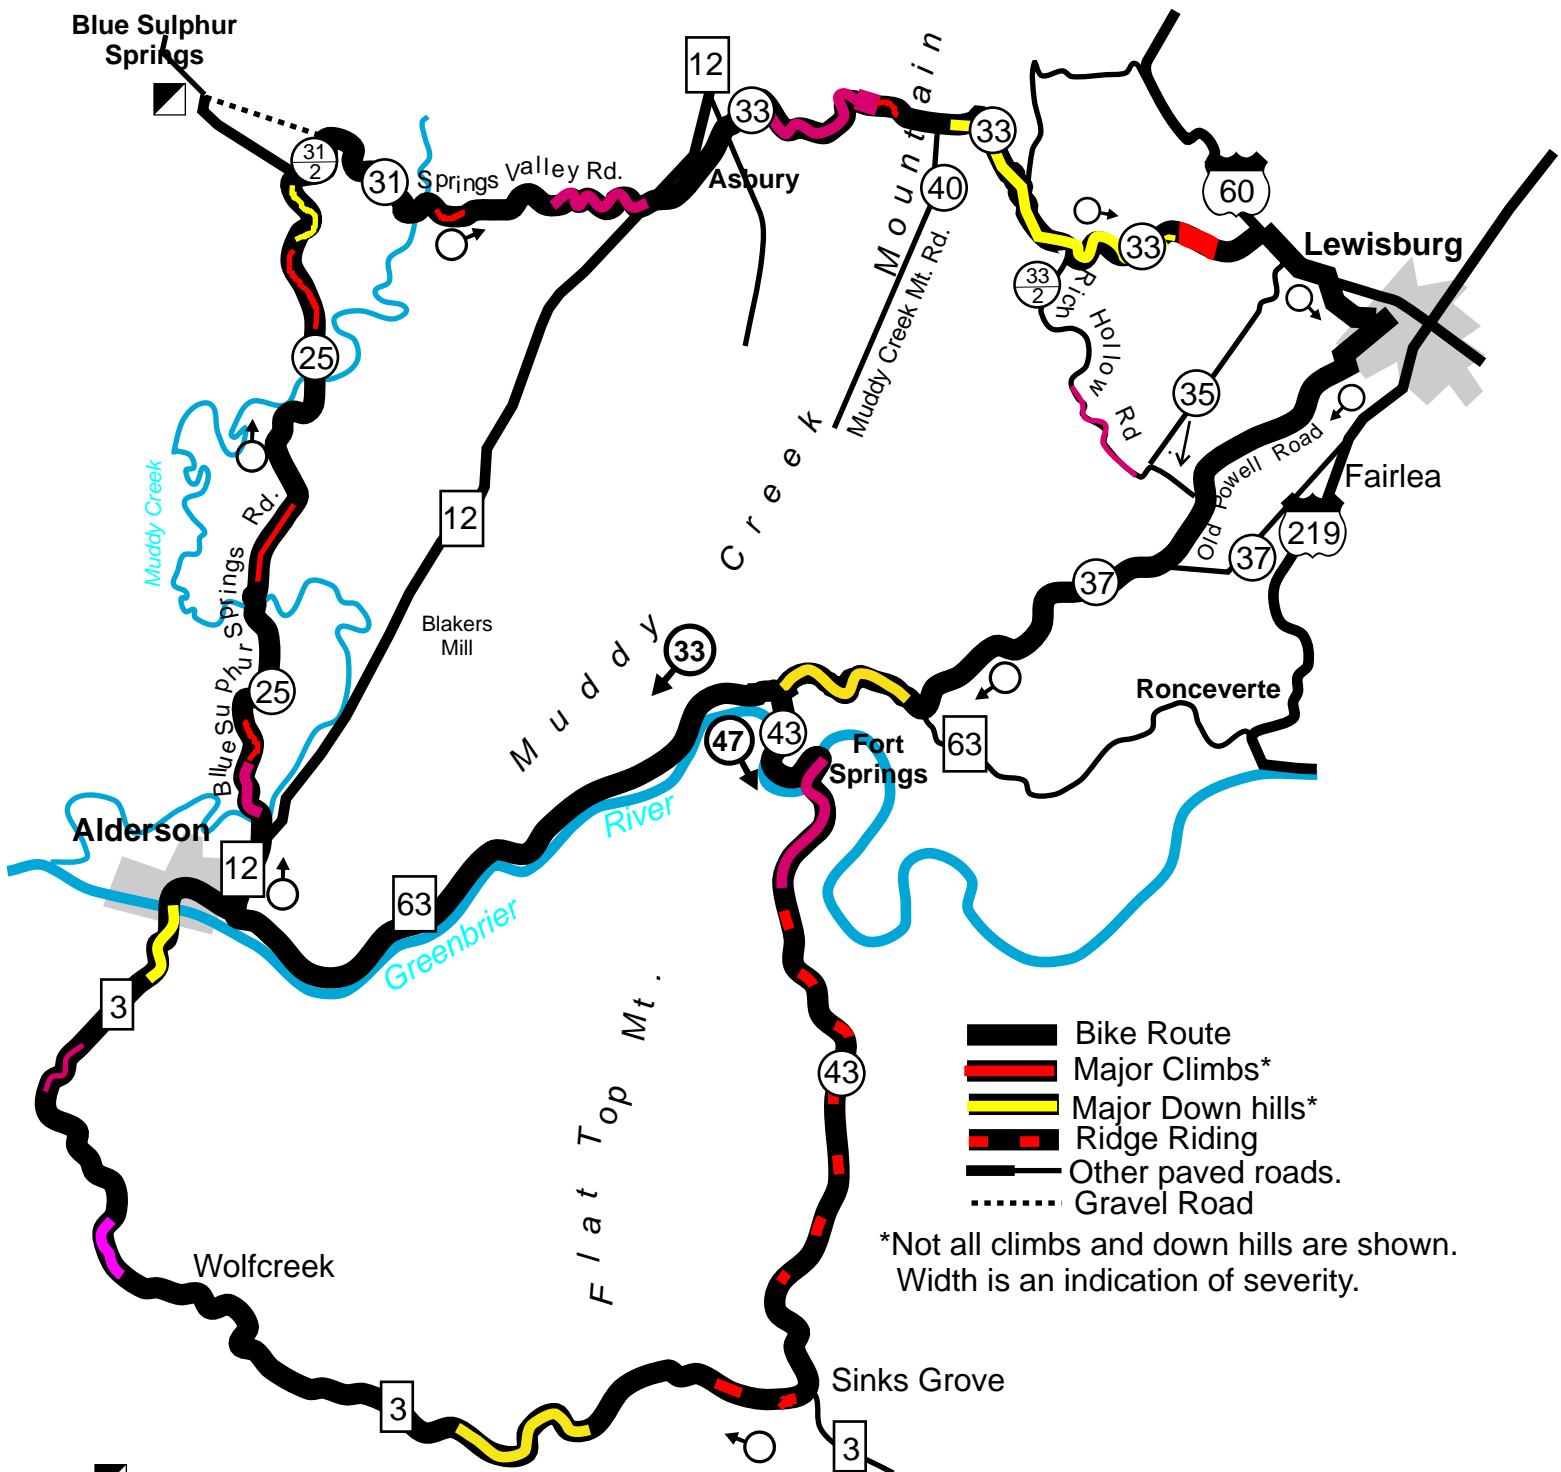 Blue Sulphur
Springs
12
33
33
31
2
31
Springs Valley Rd.
Asbury
40
60
Muddy Creek Mountain
Muddy Creek Mt. Rd.
33
Lewisburg
33
2
Rich Hollow Rd
25
35
Old Powell Road
Fairlea
Muddy Creek
12
219
37
37
Bllue Su phur Springs Rd.
Blakers
Mill
33
25
Ronceverte
43
47
Fort
Springs
63
River
Alderson
12
63
Greenbrier
3
Flat Top Mt.
43
Bike Route
Major Climbs*
Major Down hills*
Ridge Riding
Other paved roads.
Gravel Road
*Not all climbs and down hills are shown.
Width is an indication of severity.
Wolfcreek
Sinks Grove
3
3